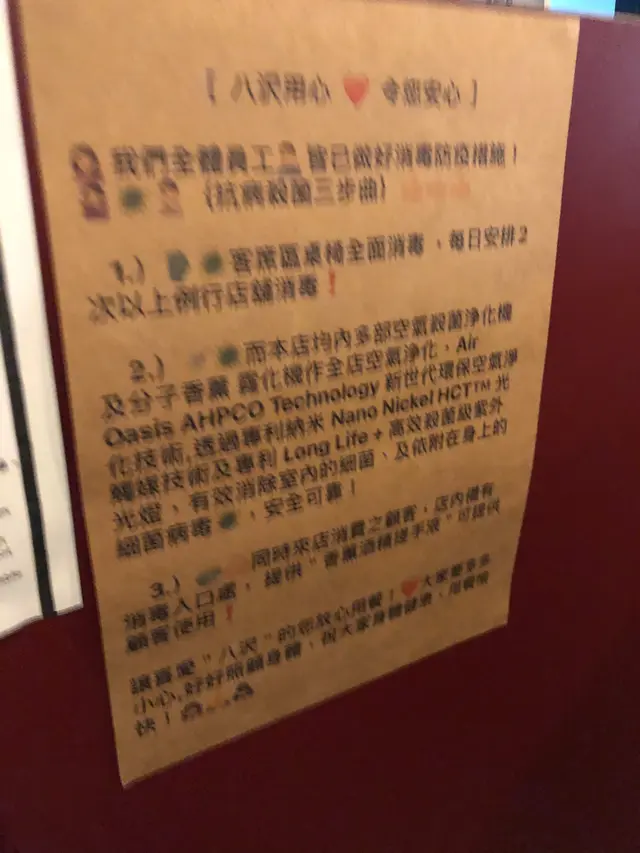 [ 八沢用心 ❤️ 令您安心 ]
我們全體員工 皆已做好消毒防疫措施！
(抗病殺菌三步曲)
1.) 客席區桌椅全面消毒，每日安排2
次以上例行店舖消毒❗
2.) 而本店均內多部空氣殺菌淨化機
及分子香薰 霧化機作全店空氣淨化，Air
Oasis AHPCO Technology 新世代環保空氣淨
化技術,透過專利納米 Nano Nickel HCT™ 光
觸媒技術及專利 Long Life + 高效殺菌級紫外
光燈，有效消除室內的細菌、及依附在身上的
細菌病毒，安全可靠！
3.) 同時來店消費之顧客，店內備有
消毒入口處，提供"香薰酒精搓手液"可提供
顧客使用❗
讓喜愛"八沢"的您放心用餐！❤️大家要多多
小心,好好照顧身體，祝大家身體健康，用餐愉
快！